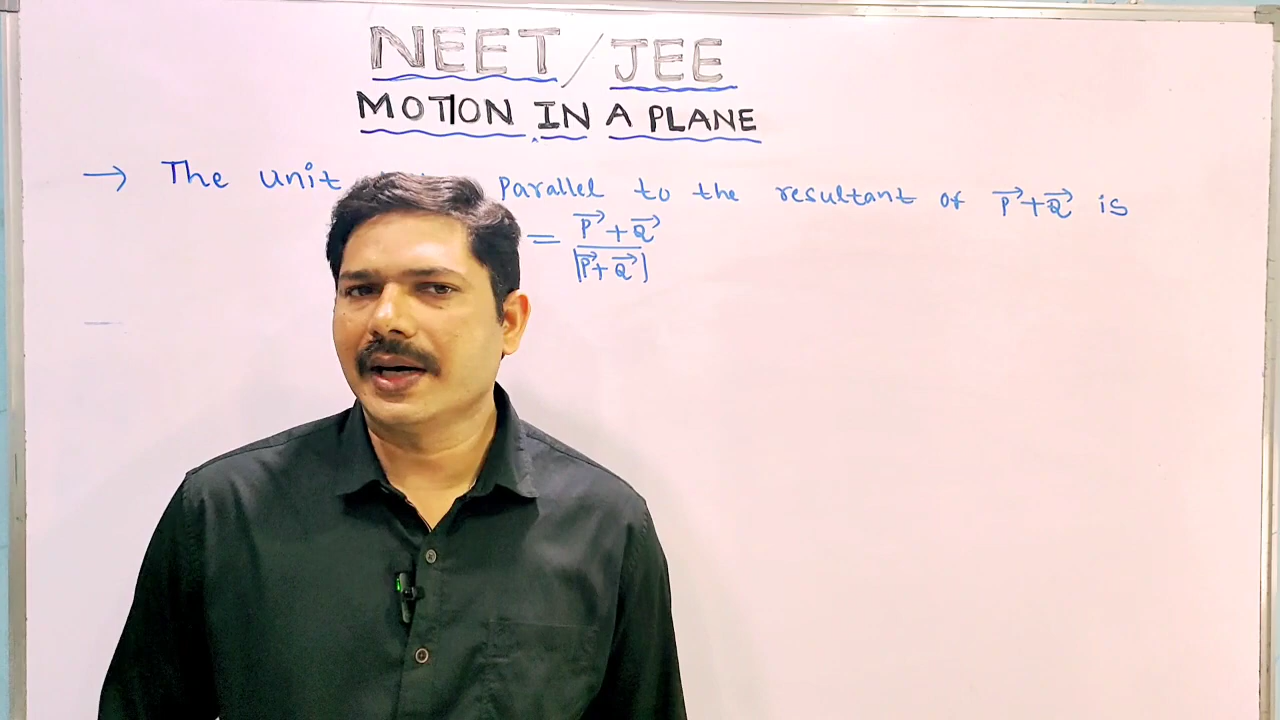 NEET/JEE
MOTION IN A PLANE
→ The unit parallel to the resultant of P⃗+Q⃗ is
= P⃗+Q⃗
|P⃗+Q⃗|